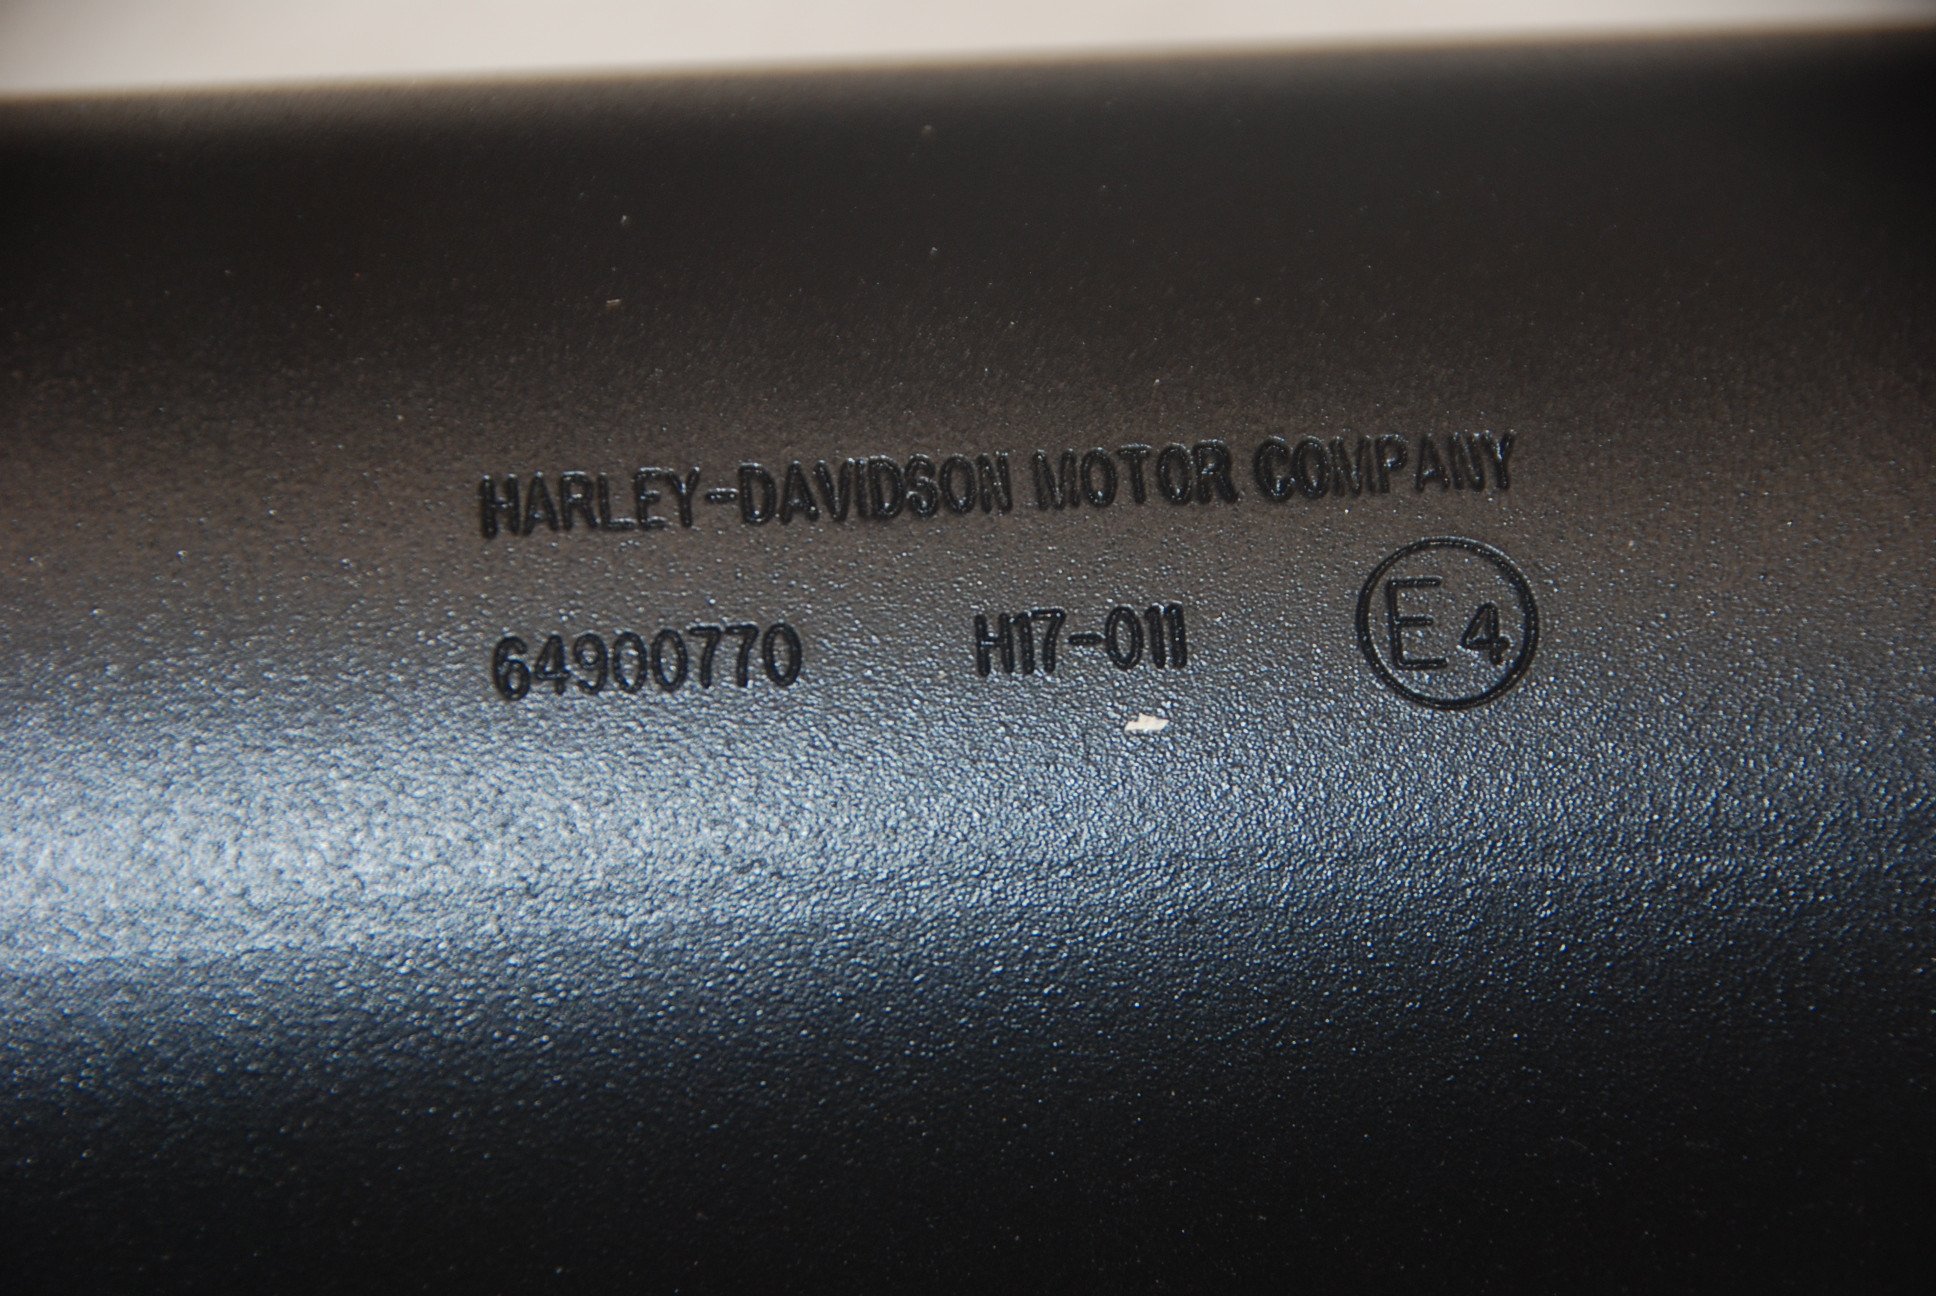 HARLEY-DAVIDSON MOTOR COMPANY
64900770 H17-011 E4